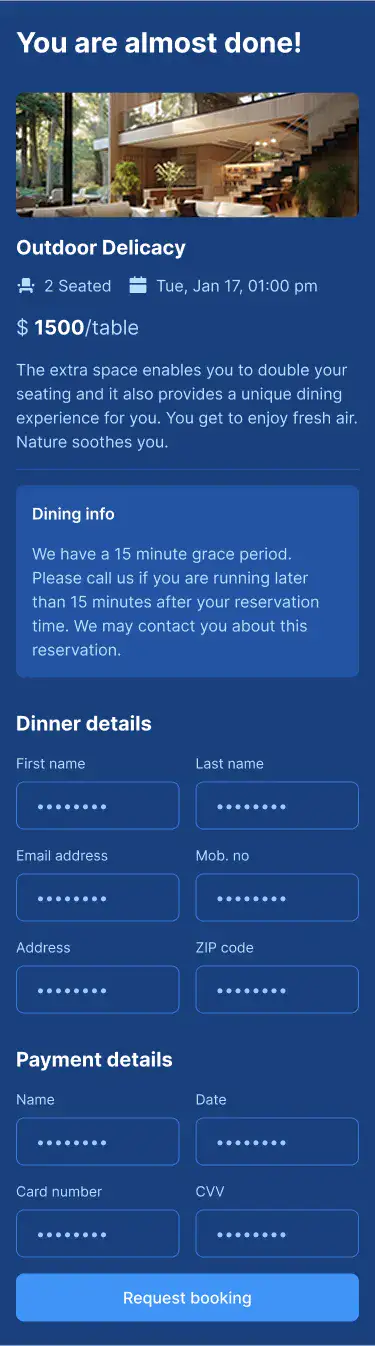 You are almost done!
Outdoor Delicacy
2 Seated Tue, Jan 17, 01:00 pm
$ 1500/table
The extra space enables you to double your
seating and it also provides a unique dining
experience for you. You get to enjoy fresh air.
Nature soothes you.
Dining info
We have a 15 minute grace period.
Please call us if you are running later
than 15 minutes after your reservation
time. We may contact you about this
reservation.
Dinner details
First name Last name
•••••••• ••••••••
Email address Mob. no
•••••••• ••••••••
Address ZIP code
•••••••• ••••••••
Payment details
Name Date
•••••••• ••••••••
Card number CVV
•••••••• ••••••••
Request booking